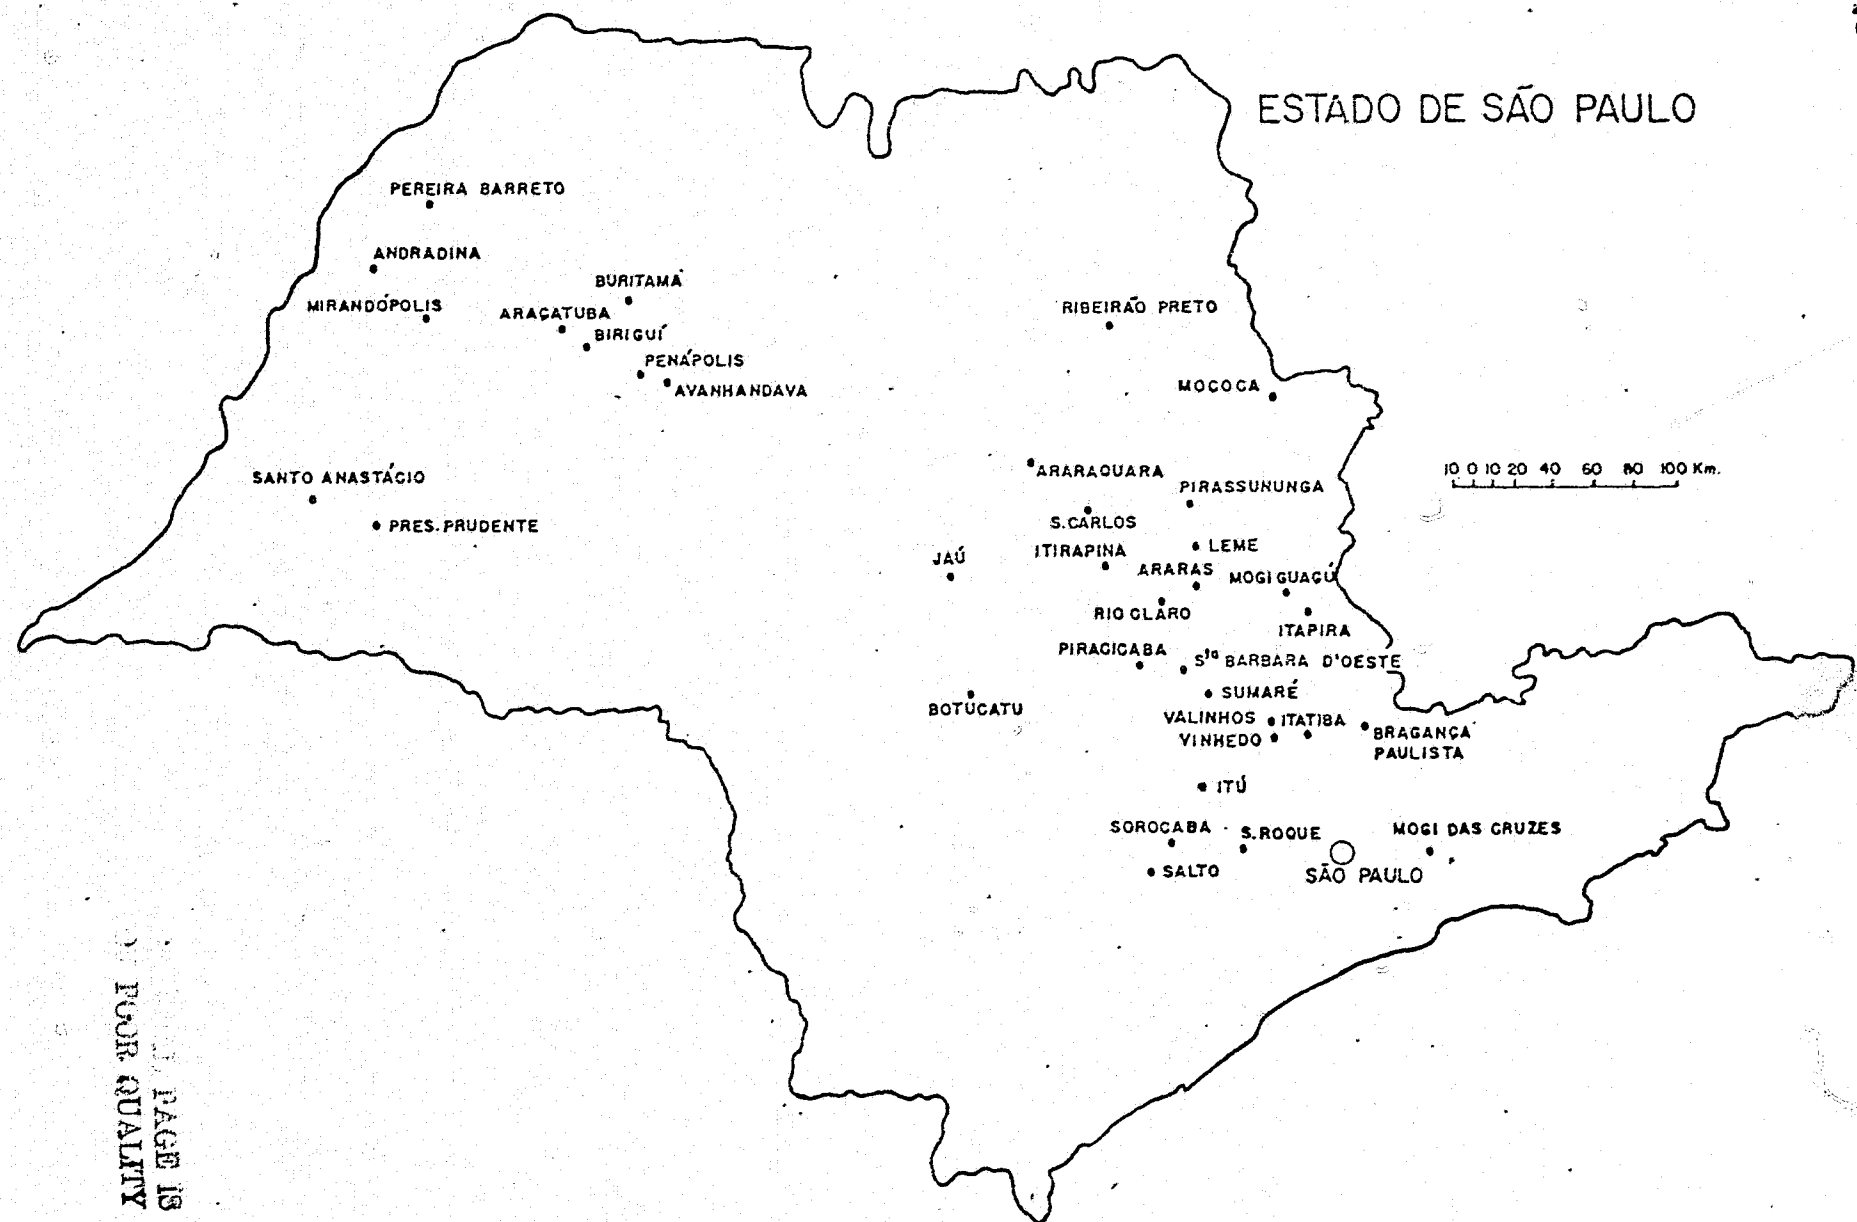 ESTADO DE SÃO PAULO
PEREIRA BARRETO
ANDRADINA
MIRANDÓPOLIS
BURITAMÁ
ARAÇATUBA
BIRIGUÍ
PENÁPOLIS
AVANHANDAVA
RIBEIRÃO PRETO
MOCOCA
SANTO ANASTÁCIO
PRES. PRUDENTE
10 0 10 20 40 60 80 100 Km.
ARARAQUARA
PIRASSUNUNGA
S. CARLOS
LEME
JAÚ
ITIRAPINA
ARARAS
MOGI GUAÇÚ
RIO CLARO
ITAPIRA
PIRACICABA
Sta BARBARA D'OESTE
SUMARÉ
BOTUCATU
VALINHOS
ITATIBA
VINHEDO
BRAGANÇA
PAULISTA
ITÚ
SOROCABA
S. ROQUE
MOGI DAS CRUZES
SALTO
SÃO PAULO
PAGE IS
POOR QUALITY